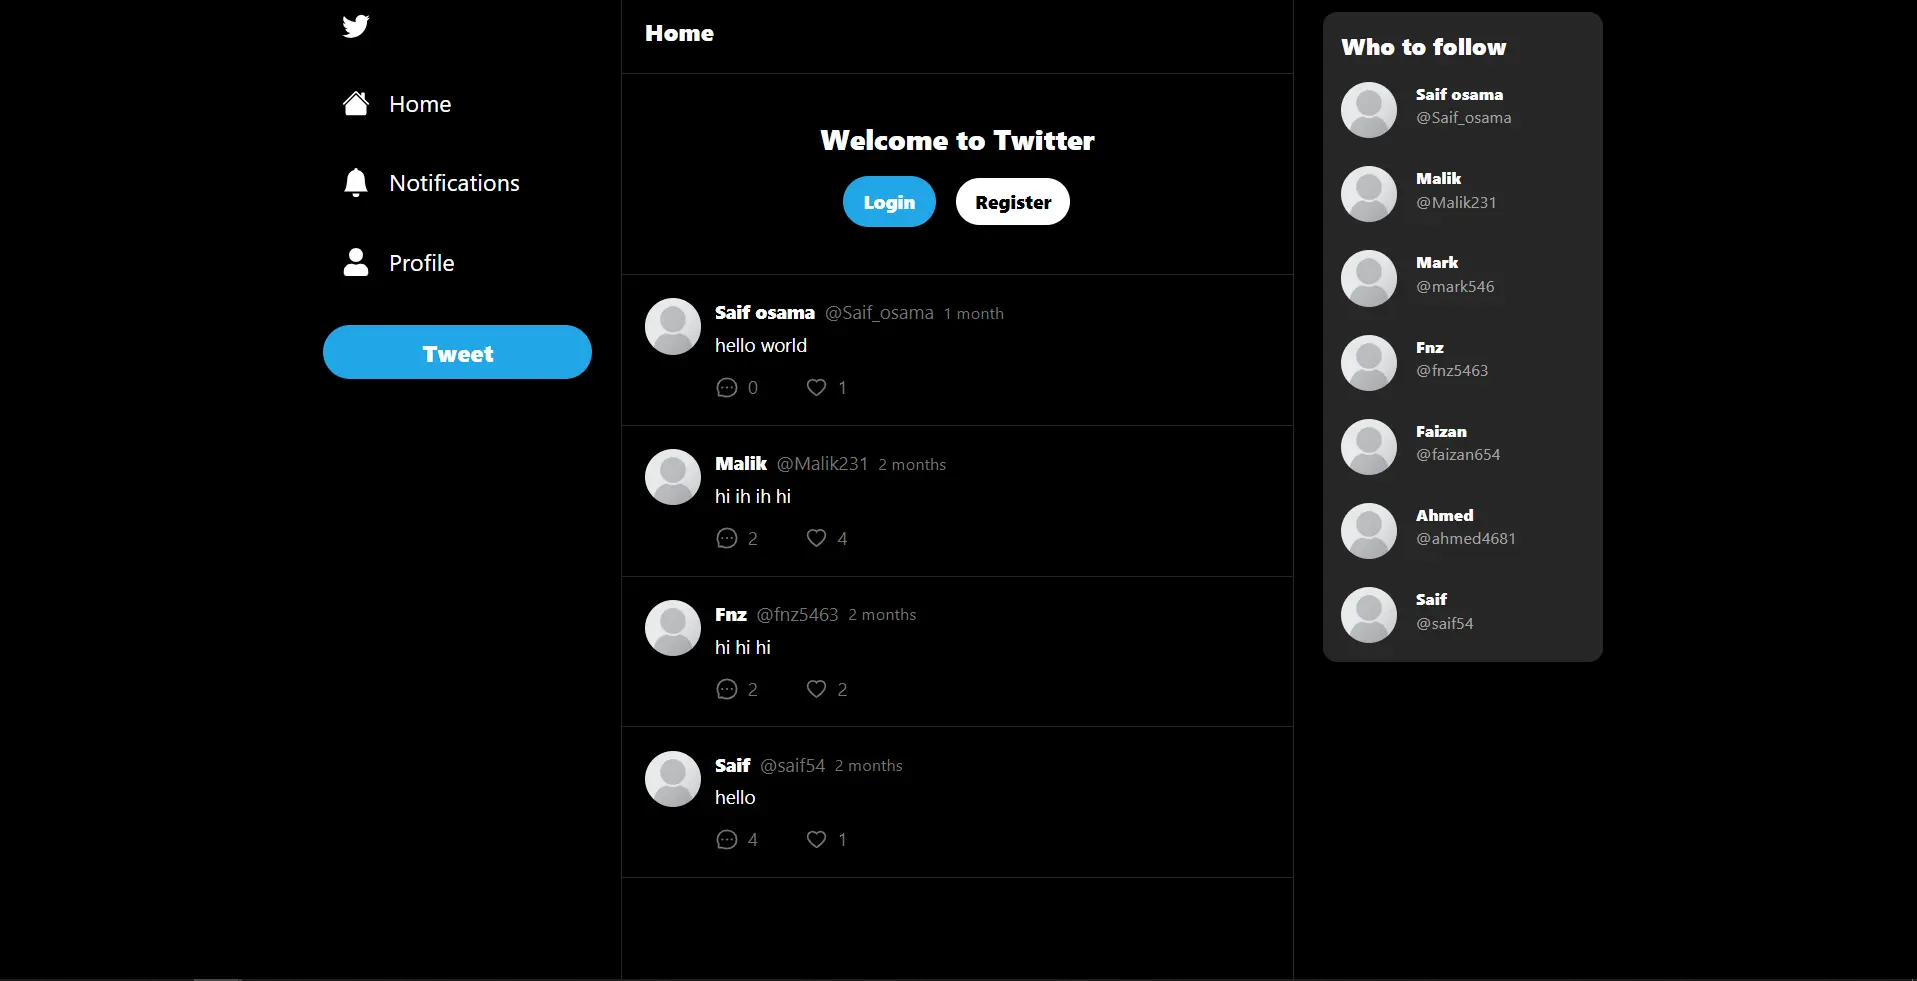 Home
Notifications
Profile
Tweet
Home
Welcome to Twitter
Login Register
Saif osama @Saif_osama 1 month
hello world
0 1
Malik @Malik231 2 months
hi ih ih hi
2 4
Fnz @fnz5463 2 months
hi hi hi
2 2
Saif @saif54 2 months
hello
4 1
Who to follow
Saif osama
@Saif_osama
Malik
@Malik231
Mark
@mark546
Fnz
@fnz5463
Faizan
@faizan654
Ahmed
@ahmed4681
Saif
@saif54